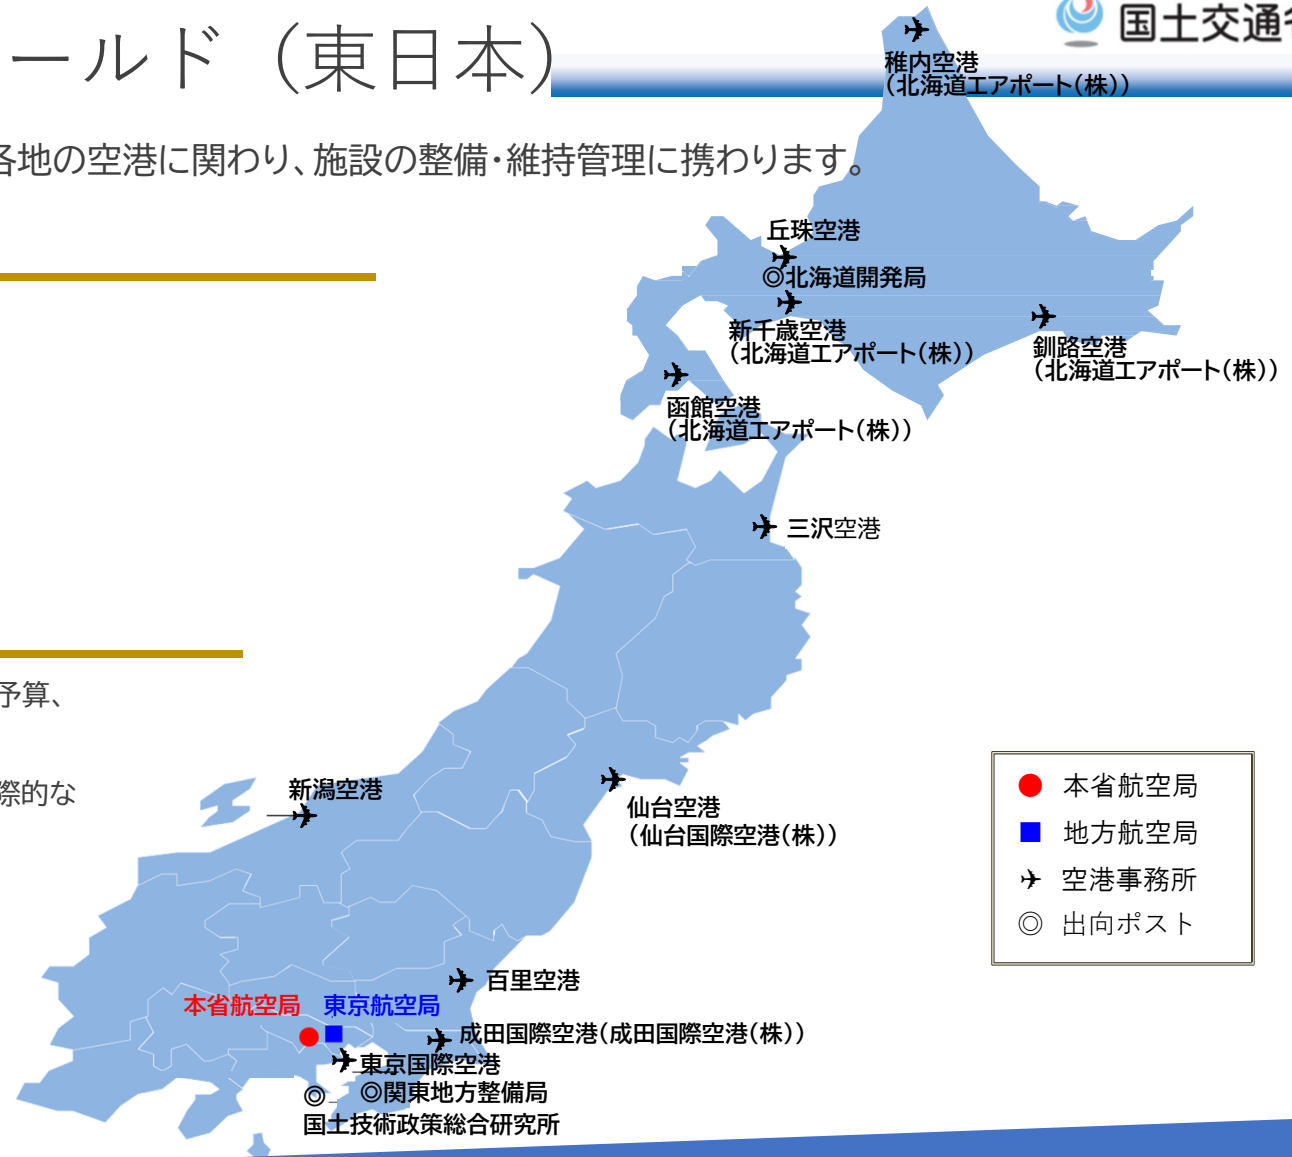 ールド（東日本）
国土交通省
各地の空港に関わり、施設の整備・維持管理に携わります。
稚内空港
（北海道エアポート（株））
丘珠空港
◎北海道開発局
新千歳空港
（北海道エアポート（株））
釧路空港
（北海道エアポート（株））
函館空港
（北海道エアポート（株））
三沢空港
予算、
際的な
新潟空港
仙台空港
（仙台国際空港（株））
本省航空局
地方航空局
空港事務所
◎ 出向ポスト
百里空港
本省航空局 東京航空局
成田国際空港（成田国際空港（株））
東京国際空港
◎関東地方整備局
◎
国土技術政策総合研究所